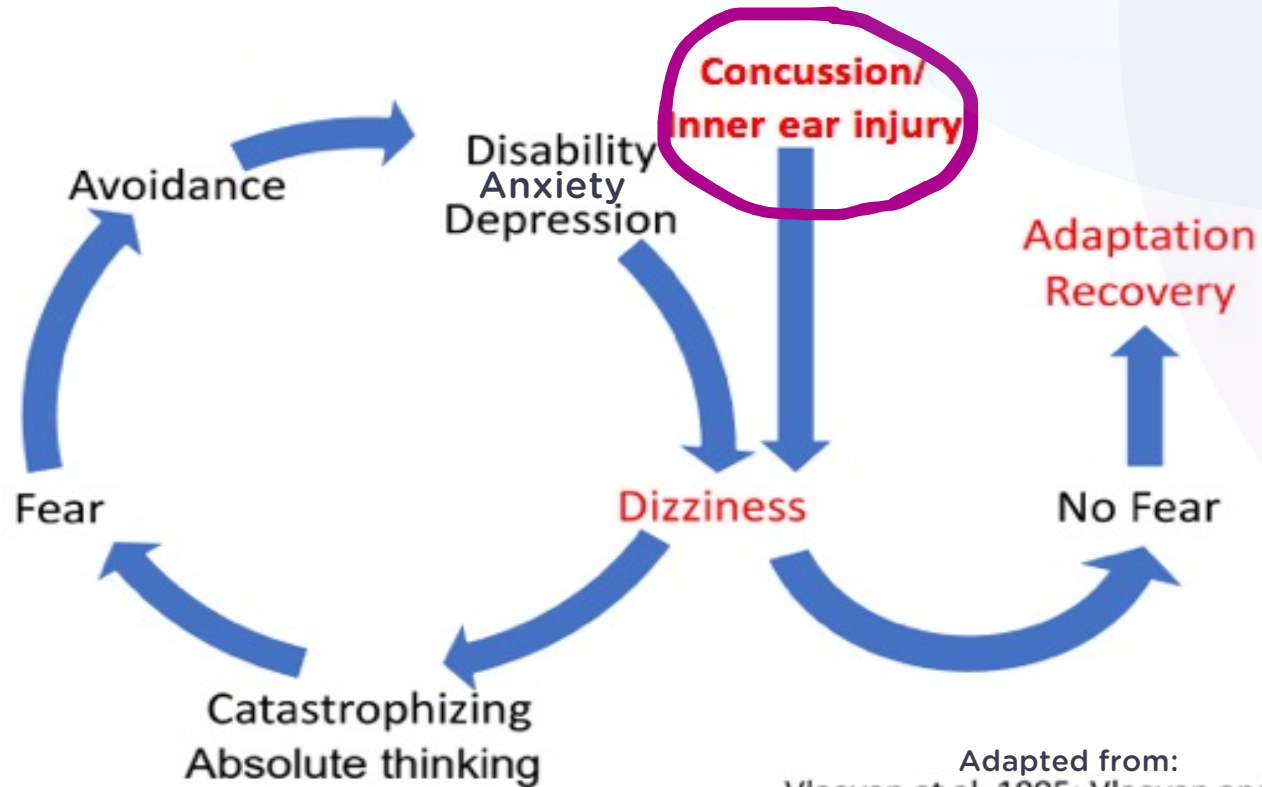 Concussion/
Inner ear injury
Avoidance
Disability
Anxiety
Depression
Adaptation
Recovery
Fear
Dizziness
No Fear
Catastrophizing
Absolute thinking
Adapted from: